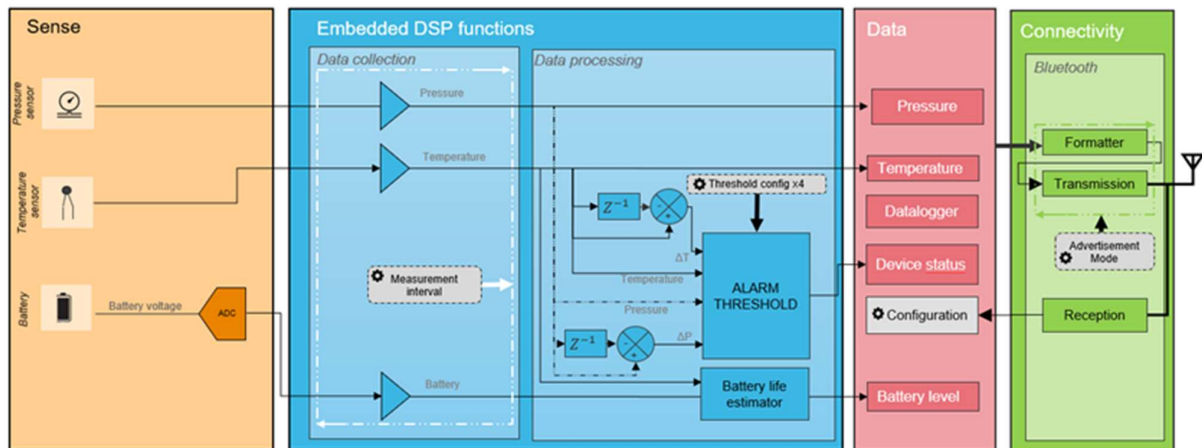 Sense
Embedded DSP functions
Data
Connectivity
Data collection
Data processing
Bluetooth
Pressure
sensor
Pressure
Pressure
Formatter
Temperature
sensor
Temperature
Temperature
Threshold config x4
Transmission
Z⁻¹
-
+
Datalogger
ΔT
Advertisement
Mode
Measurement
interval
Temperature
ALARM
THRESHOLD
Device status
Battery
Battery voltage
ADC
Pressure
Configuration
Reception
Z⁻¹
-
+
ΔP
Battery
Battery life
estimator
Battery level